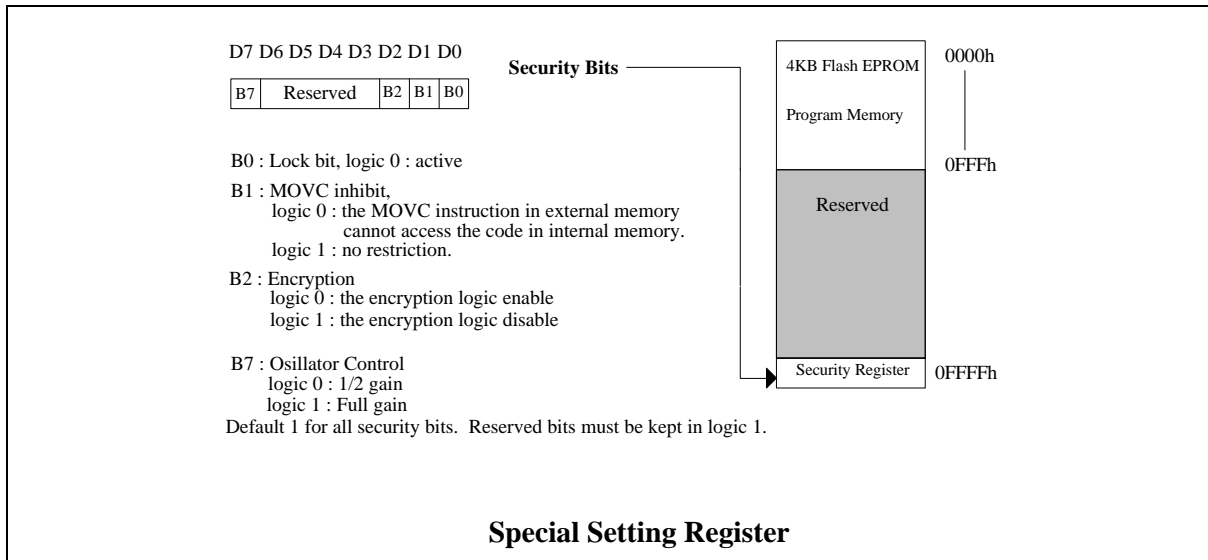 D7 D6 D5 D4 D3 D2 D1 D0
B7 Reserved B2 B1 B0
Security Bits
4KB Flash EPROM
Program Memory
0000h
0FFFh
Reserved
Security Register
0FFFFh
B0 : Lock bit, logic 0 : active
B1 : MOVC inhibit,
logic 0 : the MOVC instruction in external memory
cannot access the code in internal memory.
logic 1 : no restriction.
B2 : Encryption
logic 0 : the encryption logic enable
logic 1 : the encryption logic disable
B7 : Osillator Control
logic 0 : 1/2 gain
logic 1 : Full gain
Default 1 for all security bits. Reserved bits must be kept in logic 1.
Special Setting Register